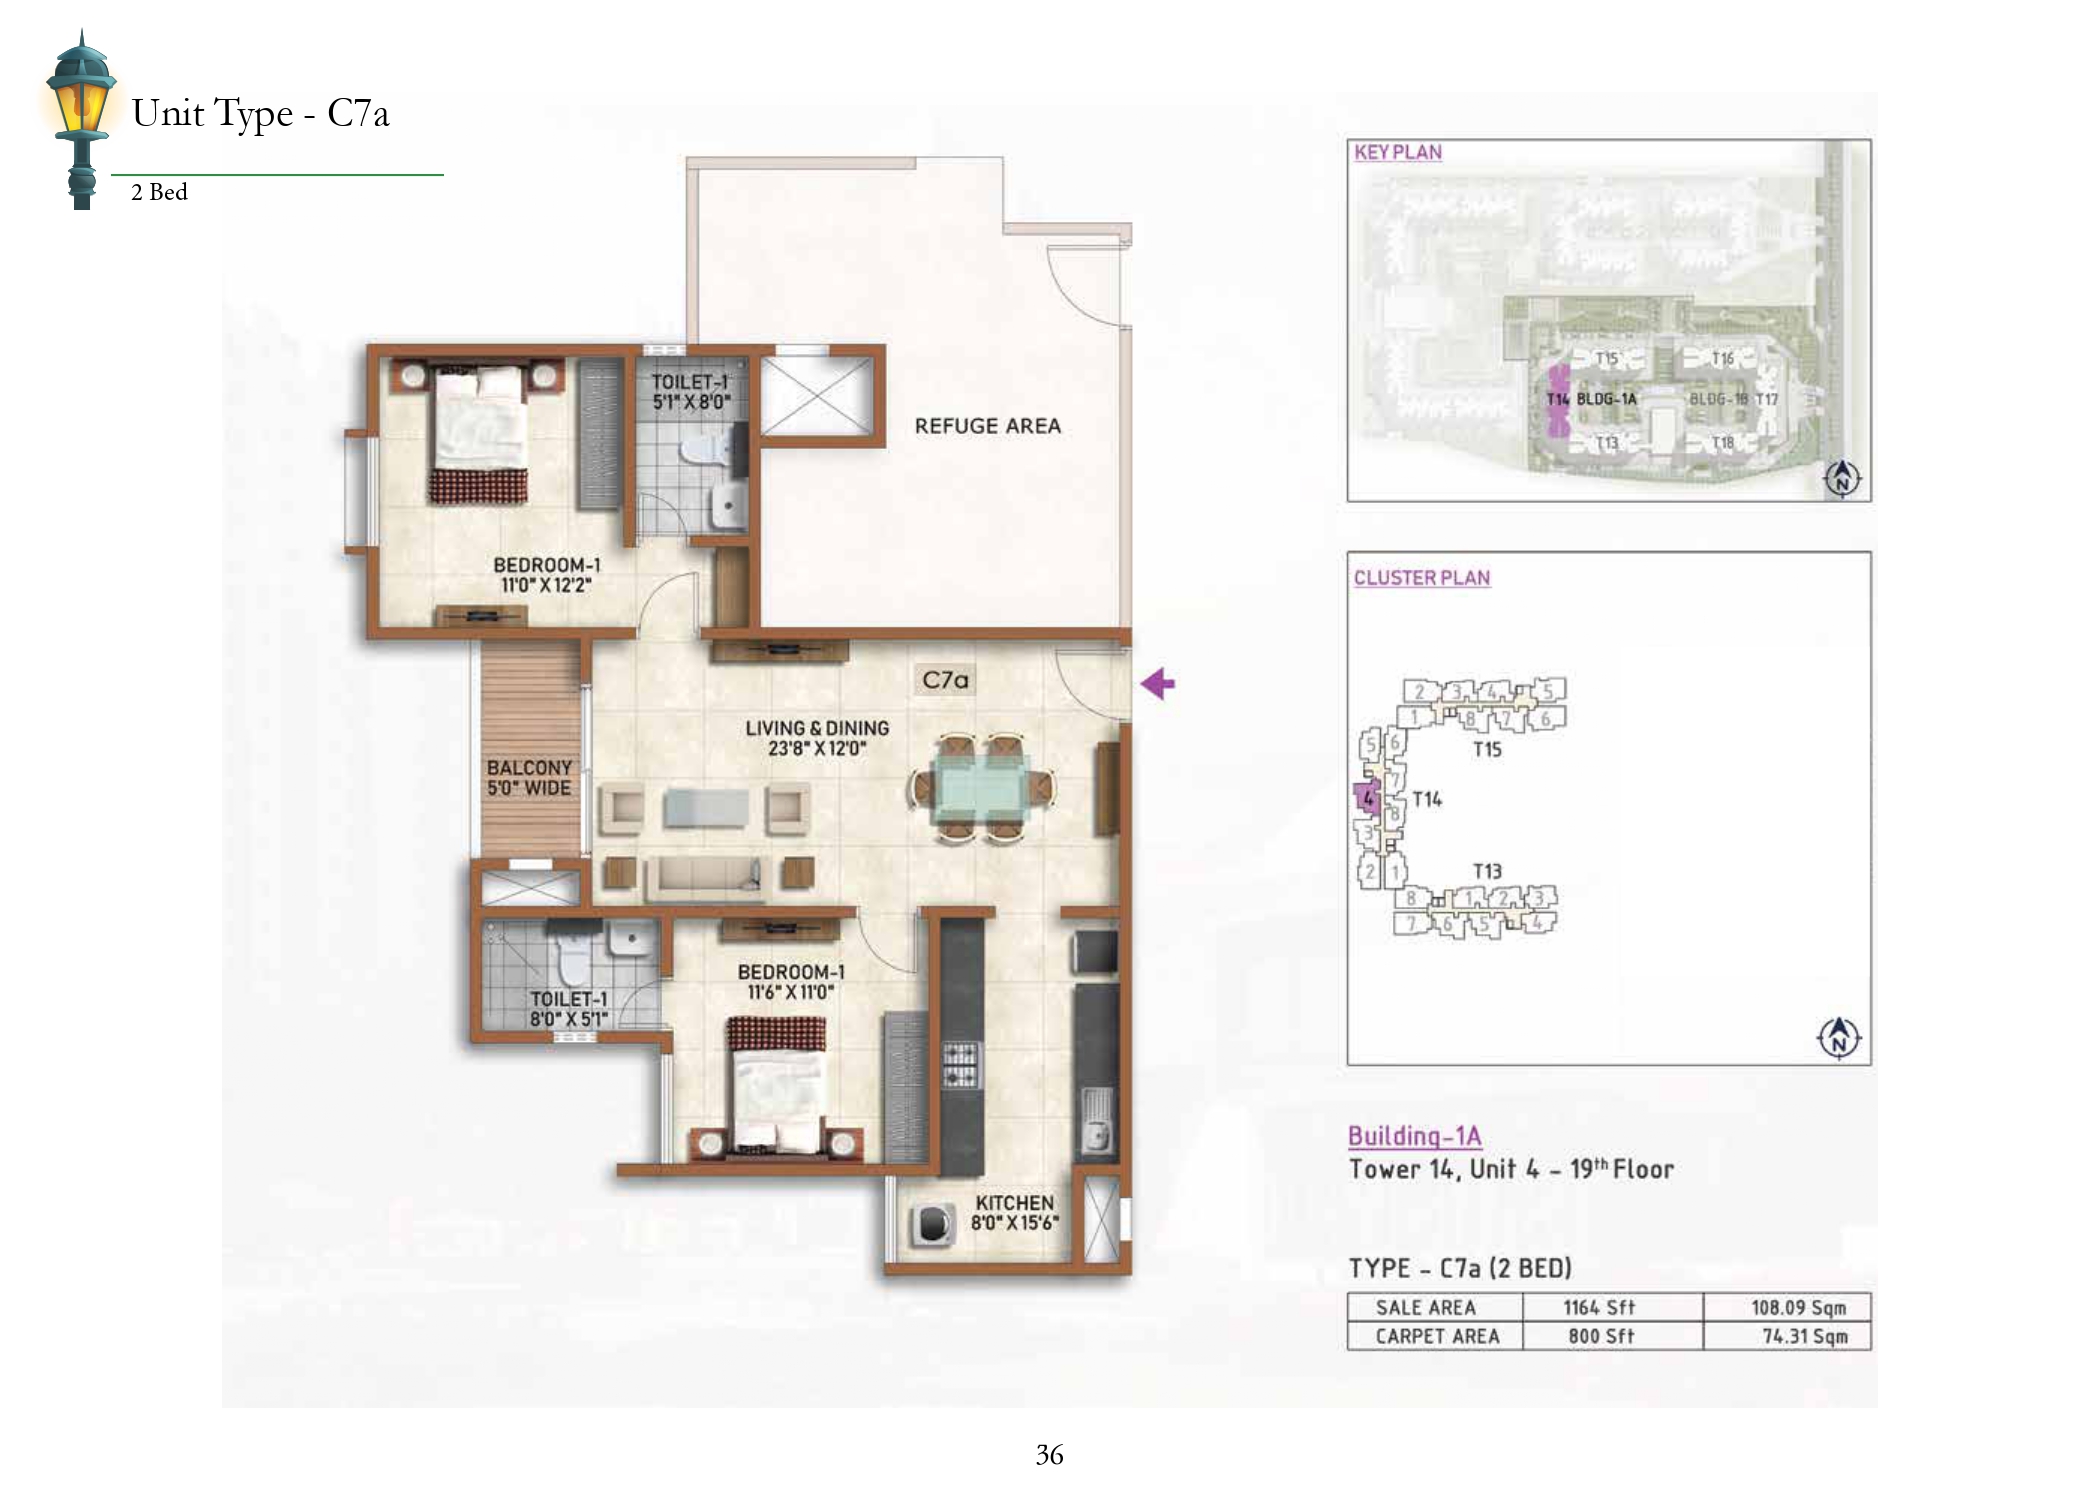 Unit Type - C7a
2 Bed
TOILET-1
5'1" X 8'0"
REFUGE AREA
BEDROOM-1
11'0" X 12'2"
C7a
LIVING & DINING
23'8" X 12'0"
BALCONY
5'0" WIDE
BEDROOM-1
11'6" X 11'0"
TOILET-1
8'0" X 5'1"
KITCHEN
8'0" X 15'6"
KEY PLAN
T15
T16
T14 BLDG-1A
BLDG-1B T17
T13
T18
N
CLUSTER PLAN
2 3 4 5
1 8 7 6
T15
5 6
7
4
T14
8
3
2 1
T13
8 1 2 3
7 6 5 4
N
Building-1A
Tower 14, Unit 4 - 19th Floor
TYPE - C7a (2 BED)
SALE AREA 1164 Sft 108.09 Sqm
CARPET AREA 800 Sft 74.31 Sqm
36